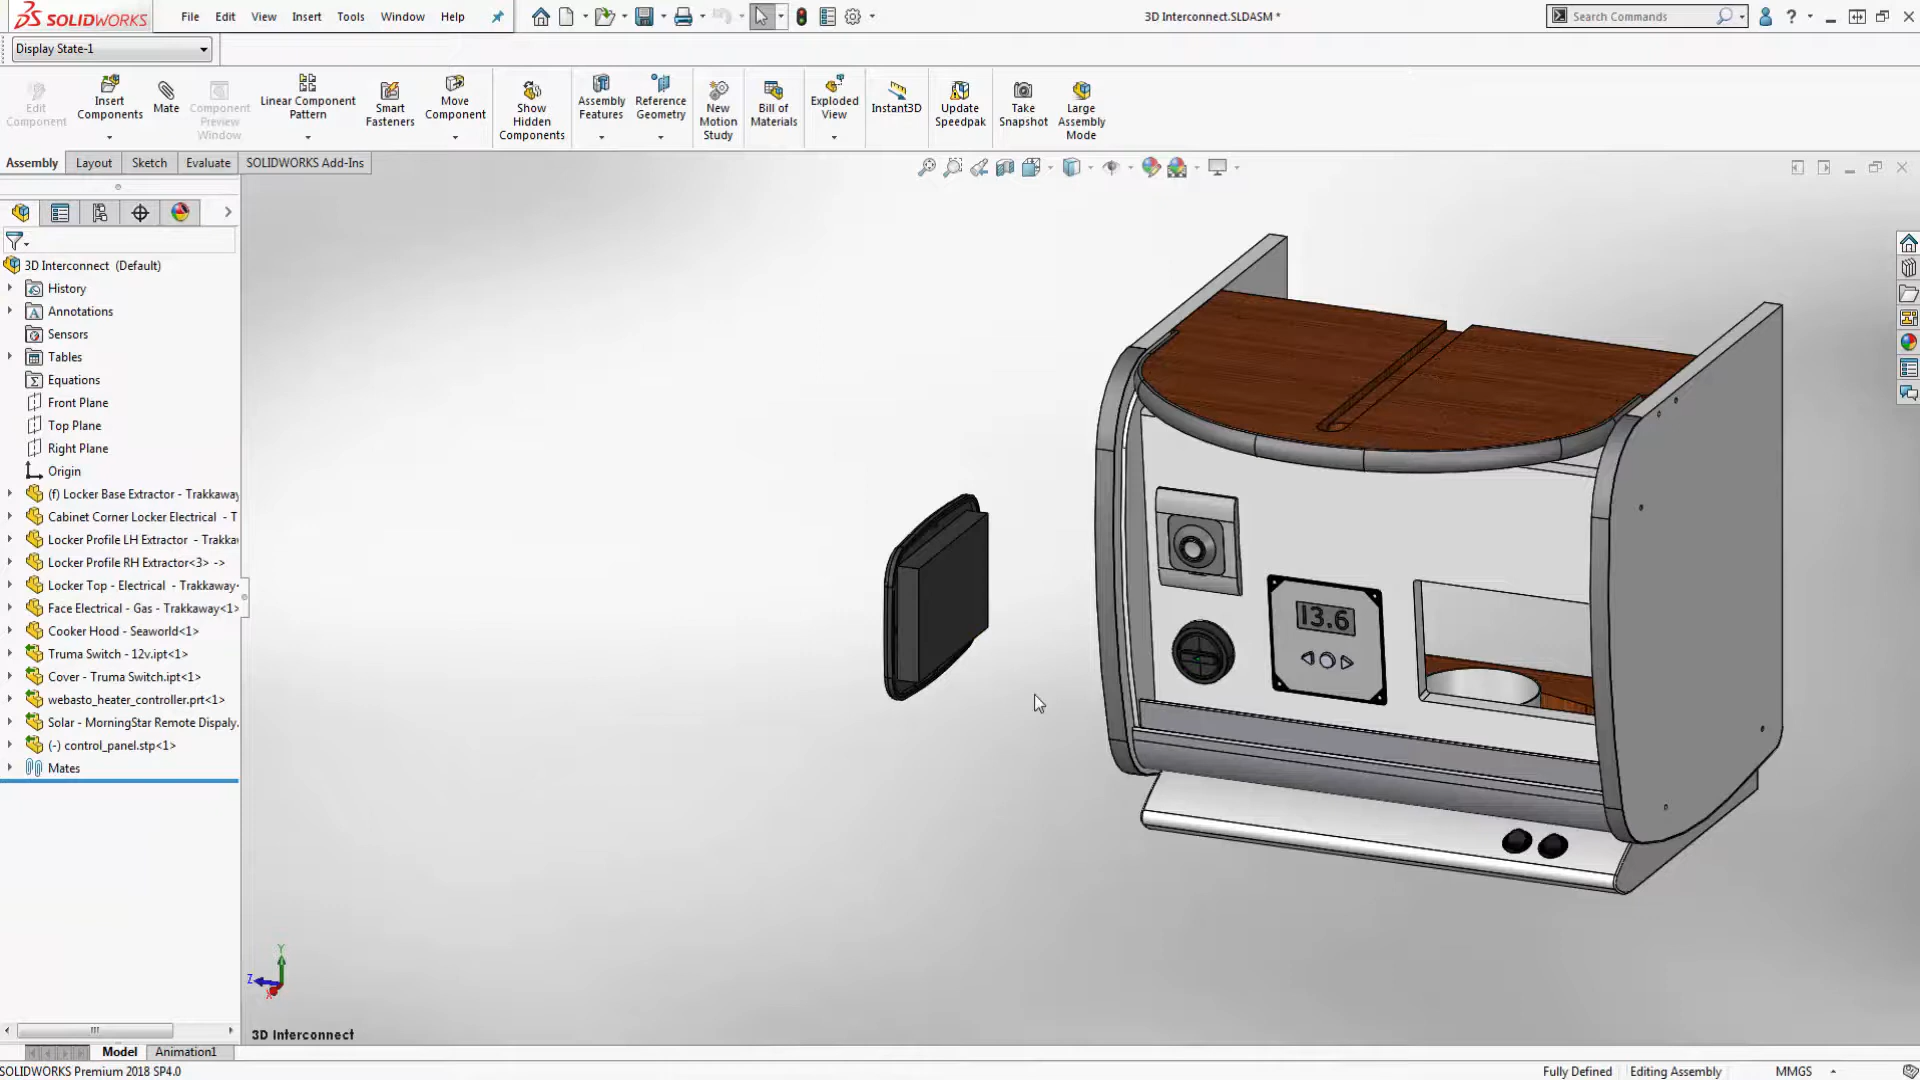 SOLIDWORKS File Edit View Insert Tools Window Help 3D Interconnect.SLDASM * Search Commands ?
Display State-1
Edit Component
Insert Components
Mate
Component Preview Window
Linear Component Pattern
Smart Fasteners
Move Component
Show Hidden Components
Assembly Features
Reference Geometry
New Motion Study
Bill of Materials
Exploded View
Instant3D
Update Speedpak
Take Snapshot
Large Assembly Mode
Assembly Layout Sketch Evaluate SOLIDWORKS Add-Ins
3D Interconnect (Default)
History
Annotations
Sensors
Tables
Equations
Front Plane
Top Plane
Right Plane
Origin
(f) Locker Base Extractor - Trakkaway
Cabinet Corner Locker Electrical - T
Locker Profile LH Extractor - Trakka
Locker Profile RH Extractor<3> ->
Locker Top - Electrical - Trakkaway
Face Electrical - Gas - Trakkaway<1>
Cooker Hood - Seaworld<1>
Truma Switch - 12v.ipt<1>
Cover - Truma Switch.ipt<1>
webasto_heater_controller.prt<1>
Solar - MorningStar Remote Dispaly.
(-) control_panel.stp<1>
Mates
13.6
Y
Z
X
3D Interconnect
Model Animation1
SOLIDWORKS Premium 2018 SP4.0 Fully Defined Editing Assembly MMGS